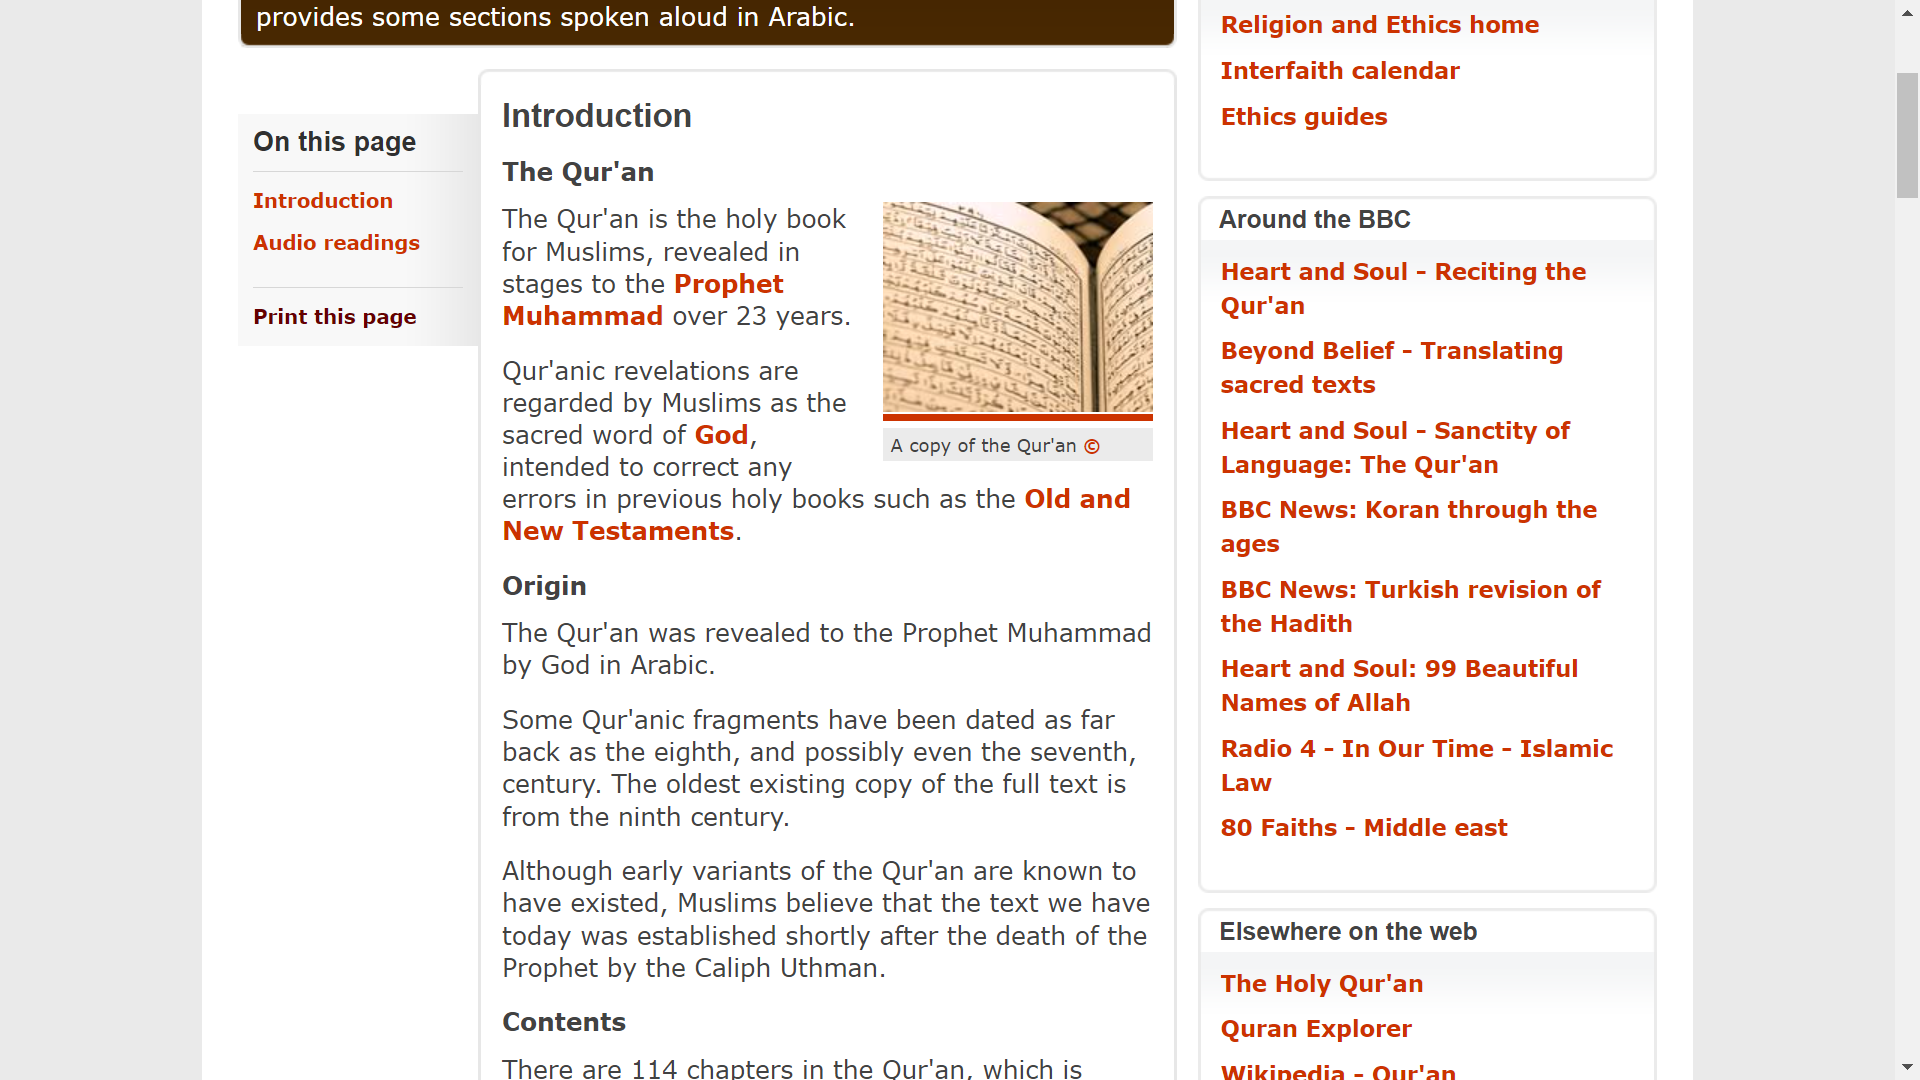 provides some sections spoken aloud in Arabic.
On this page
Introduction
Audio readings
Print this page
Introduction
The Qur'an
The Qur'an is the holy book
for Muslims, revealed in
stages to the Prophet
Muhammad over 23 years.
A copy of the Qur'an ©
Qur'anic revelations are
regarded by Muslims as the
sacred word of God,
intended to correct any
errors in previous holy books such as the Old and
New Testaments.
Origin
The Qur'an was revealed to the Prophet Muhammad
by God in Arabic.
Some Qur'anic fragments have been dated as far
back as the eighth, and possibly even the seventh,
century. The oldest existing copy of the full text is
from the ninth century.
Although early variants of the Qur'an are known to
have existed, Muslims believe that the text we have
today was established shortly after the death of the
Prophet by the Caliph Uthman.
Contents
There are 114 chapters in the Qur'an, which is
Religion and Ethics home
Interfaith calendar
Ethics guides
Around the BBC
Heart and Soul - Reciting the
Qur'an
Beyond Belief - Translating
sacred texts
Heart and Soul - Sanctity of
Language: The Qur'an
BBC News: Koran through the
ages
BBC News: Turkish revision of
the Hadith
Heart and Soul: 99 Beautiful
Names of Allah
Radio 4 - In Our Time - Islamic
Law
80 Faiths - Middle east
Elsewhere on the web
The Holy Qur'an
Quran Explorer
Wikipedia - Qur'an